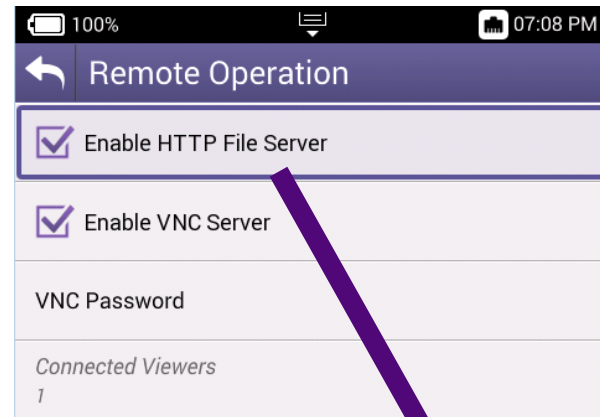 100%
07:08 PM
Remote Operation
Enable HTTP File Server
Enable VNC Server
VNC Password
Connected Viewers
1